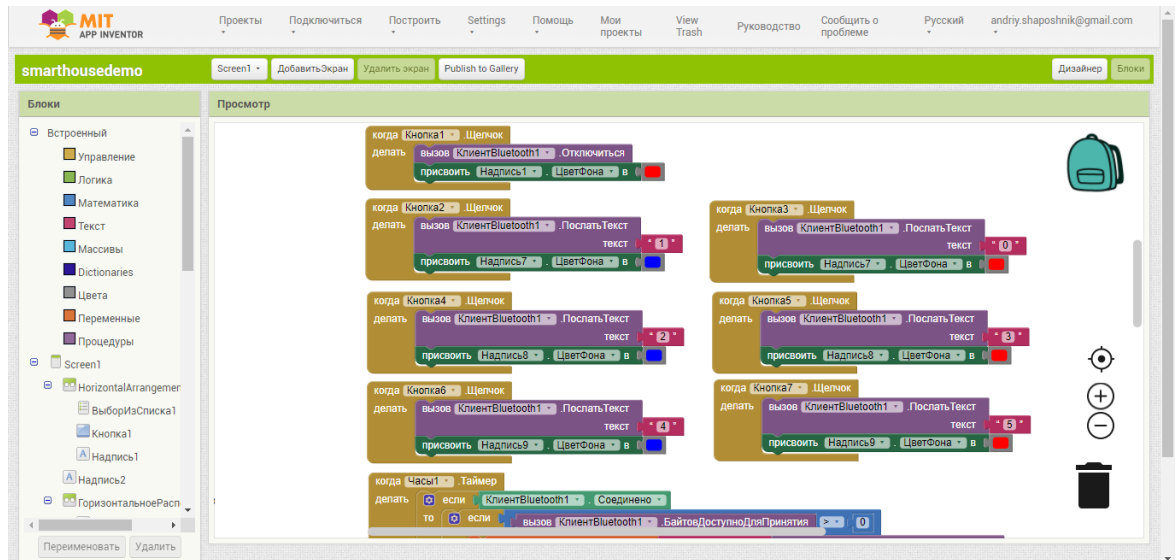 MIT
APP INVENTOR
Проекты
Подключиться
Построить
Settings
Помощь
Мои проекты
View Trash
Руководство
Сообщить о проблеме
Русский
andriy.shaposhnik@gmail.com
smarthousedemo
Screen1
ДобавитьЭкран
Удалить экран
Publish to Gallery
Дизайнер
Блоки
Блоки
Просмотр
Встроенный
Управление
Логика
Математика
Текст
Массивы
Dictionaries
Цвета
Переменные
Процедуры
Screen1
HorizontalArrangemen
ВыборИзСписка1
Кнопка1
Надпись1
Надпись2
ГоризонтальноеРасп
Переименовать
Удалить
когда Кнопка1 .Щелчок
делать вызов КлиентBluetooth1 .Отключиться
присвоить Надпись1 . ЦветФона в
когда Кнопка2 .Щелчок
делать вызов КлиентBluetooth1 .ПослатьТекст
текст " 1 "
присвоить Надпись7 . ЦветФона в
когда Кнопка3 .Щелчок
делать вызов КлиентBluetooth1 .ПослатьТекст
текст " 0 "
присвоить Надпись7 . ЦветФона в
когда Кнопка4 .Щелчок
делать вызов КлиентBluetooth1 .ПослатьТекст
текст " 2 "
присвоить Надпись8 . ЦветФона в
когда Кнопка5 .Щелчок
делать вызов КлиентBluetooth1 .ПослатьТекст
текст " 3 "
присвоить Надпись8 . ЦветФона в
когда Кнопка6 .Щелчок
делать вызов КлиентBluetooth1 .ПослатьТекст
текст " 4 "
присвоить Надпись9 . ЦветФона в
когда Кнопка7 .Щелчок
делать вызов КлиентBluetooth1 .ПослатьТекст
текст " 5 "
присвоить Надпись9 . ЦветФона в
когда Часы1 .Таймер
делать если КлиентBluetooth1 . Соединено
то если вызов КлиентBluetooth1 .БайтовДоступноДляПринятия > 0